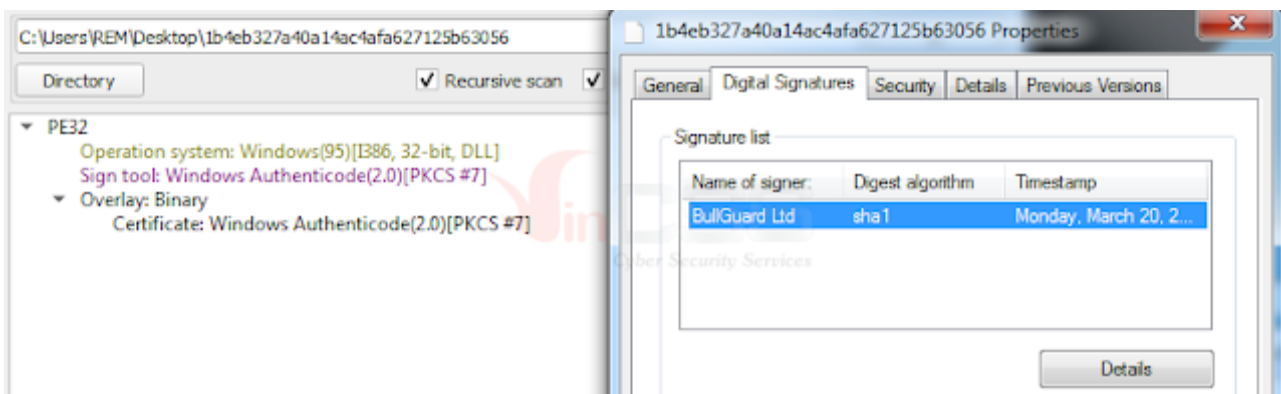 C:\Users\REM\Desktop\1b4eb327a40a14ac4afa627125b63056
Directory
Recursive scan
PE32
Operation system: Windows(95)[I386, 32-bit, DLL]
Sign tool: Windows Authenticode(2.0)[PKCS #7]
Overlay: Binary
Certificate: Windows Authenticode(2.0)[PKCS #7]
1b4eb327a40a14ac4afa627125b63056 Properties
General Digital Signatures Security Details Previous Versions
Signature list
Name of signer: Digest algorithm Timestamp
BullGuard Ltd sha1 Monday, March 20, 2...
Cyber Security Services
Details